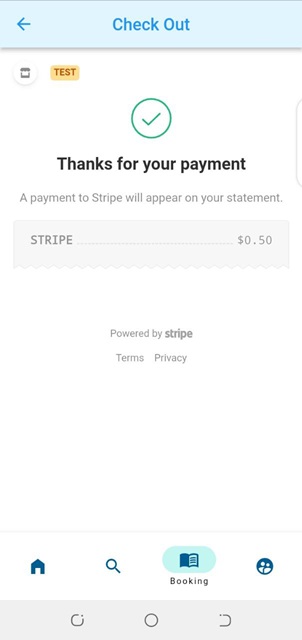 Check Out
TEST
Thanks for your payment
A payment to Stripe will appear on your statement.
STRIPE $0.50
Powered by stripe
Terms Privacy
Booking